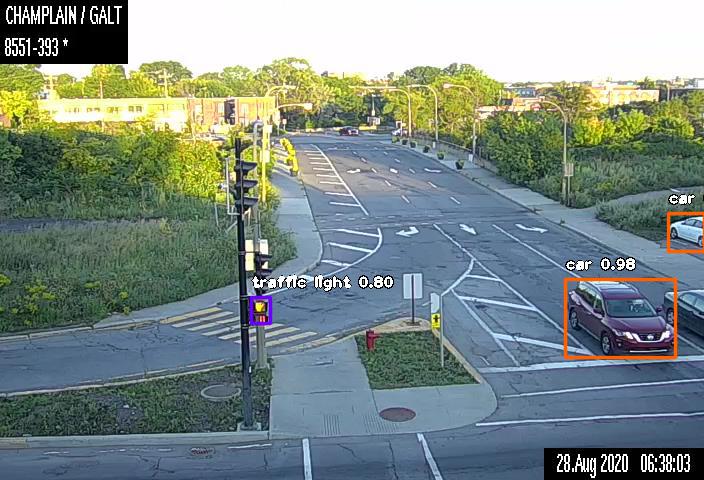 CHAMPLAIN / GALT
8551-393 *
car
car 0.98
traffic light 0.80
28.Aug 2020 06:38:03